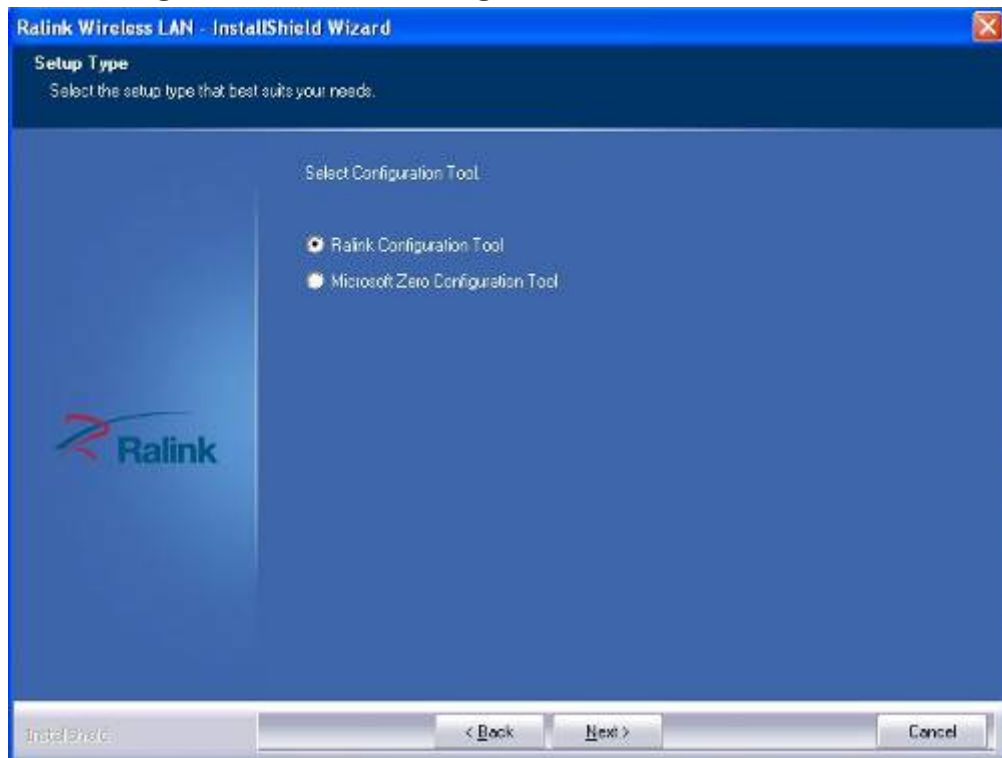 Ralink Wireless LAN - InstallShield Wizard
Setup Type
Select the setup type that best suits your needs.
Select Configuration Tool.
Ralink Configuration Tool
Microsoft Zero Configuration Tool
Ralink
InstallShield
< Back
Next >
Cancel